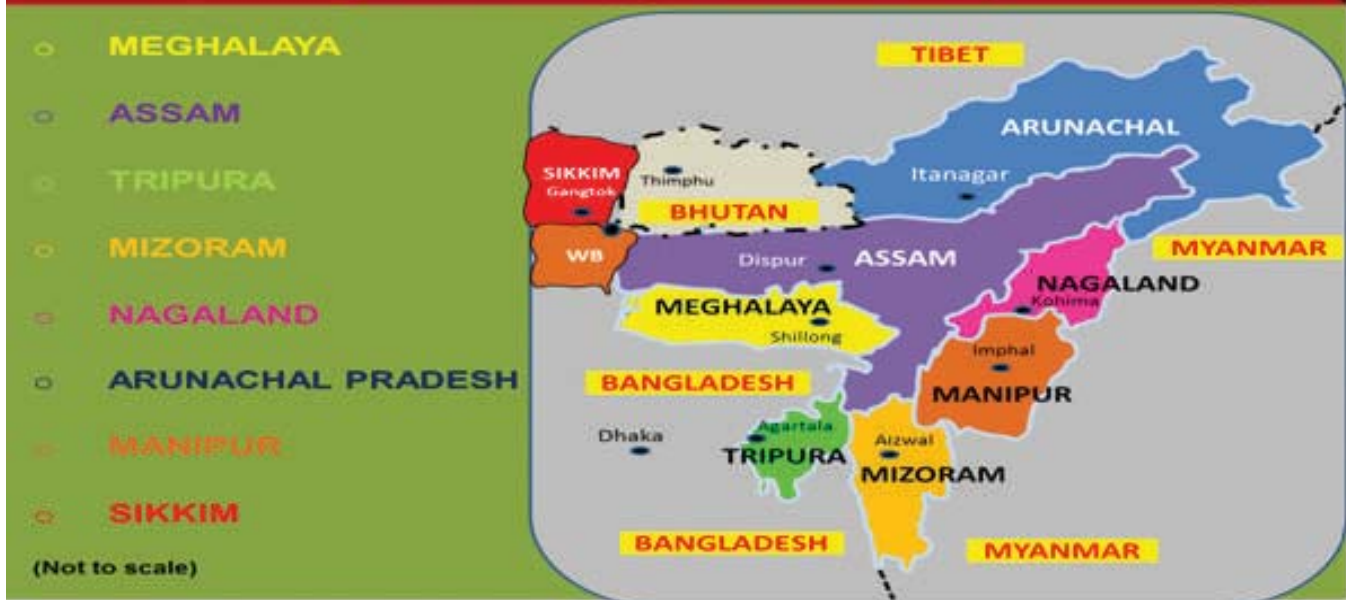 MEGHALAYA
ASSAM
TRIPURA
MIZORAM
NAGALAND
ARUNACHAL PRADESH
MANIPUR
SIKKIM
(Not to scale)
TIBET
ARUNACHAL
Itanagar
SIKKIM
Gangtok
Thimphu
BHUTAN
WB
Dispur
ASSAM
MYANMAR
NAGALAND
Kohima
MEGHALAYA
Shillong
Imphal
MANIPUR
BANGLADESH
Dhaka
Agartala
TRIPURA
Aizwal
MIZORAM
BANGLADESH
MYANMAR